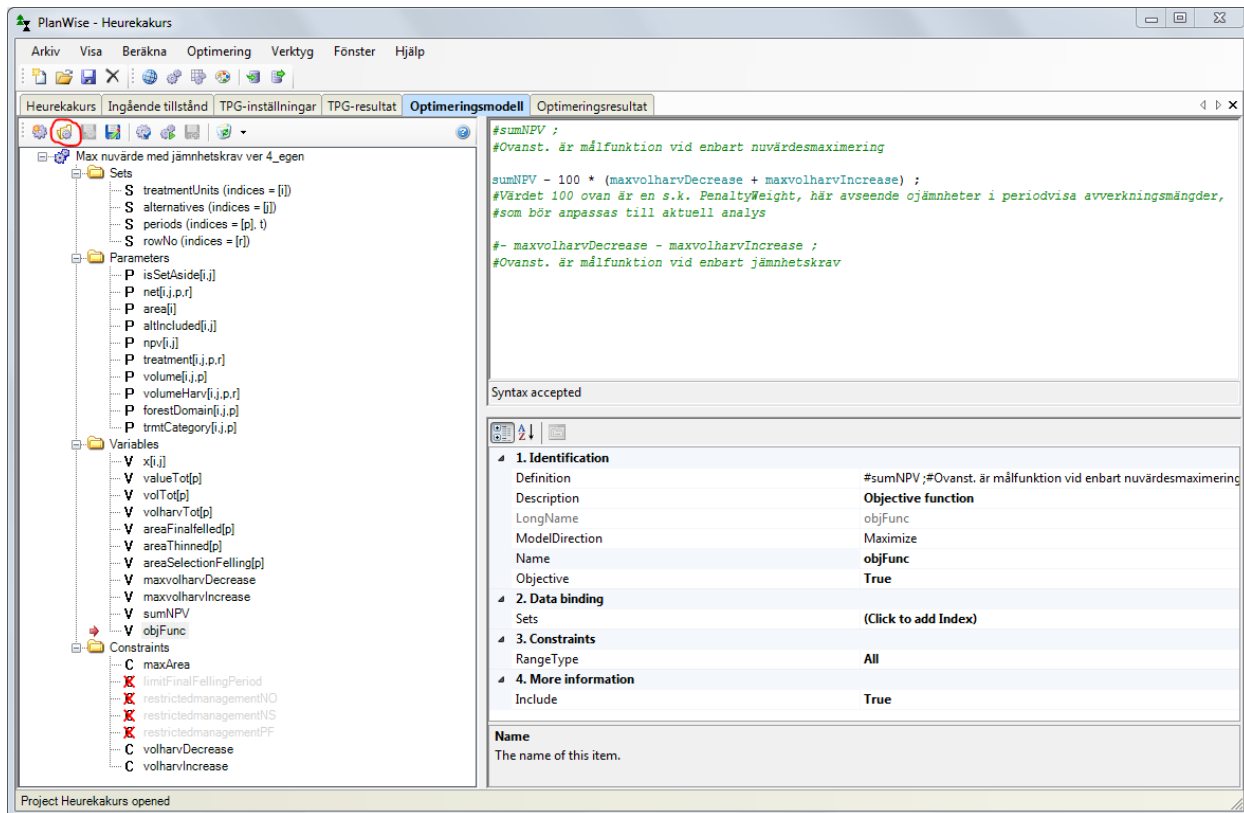 PlanWise - Heurekakurs
Arkiv Visa Beräkna Optimering Verktyg Fönster Hjälp
Heurekakurs Ingående tillstånd TPG-inställningar TPG-resultat Optimeringsmodell Optimeringsresultat
Max nuvärde med jämnhetskrav ver 4_egen
Sets
S treatmentUnits (indices = [i])
S alternatives (indices = [j])
S periods (indices = [p], t)
S rowNo (indices = [r])
Parameters
P isSetAside[i,j]
P net[i,j,p,r]
P area[i]
P altIncluded[i,j]
P npv[i,j]
P treatment[i,j,p,r]
P volume[i,j,p]
P volumeHarv[i,j,p,r]
P forestDomain[i,j,p]
P trmtCategory[i,j,p]
Variables
V x[i,j]
V valueTot[p]
V volTot[p]
V volharvTot[p]
V areaFinalfelled[p]
V areaThinned[p]
V areaSelectionFelling[p]
V maxvolharvDecrease
V maxvolharvIncrease
V sumNPV
V objFunc
Constraints
C maxArea
C limitFinalFellingPeriod
C restrictedmanagementNO
C restrictedmanagementNS
C restrictedmanagementPF
C volharvDecrease
C volharvIncrease
#sumNPV ;
#Ovanst. är målfunktion vid enbart nuvärdesmaximering
sumNPV - 100 * (maxvolharvDecrease + maxvolharvIncrease) ;
#Värdet 100 ovan är en s.k. PenaltyWeight, här avseende ojämnheter i periodvisa avverkningsmängder,
#som bör anpassas till aktuell analys
#- maxvolharvDecrease - maxvolharvIncrease ;
#Ovanst. är målfunktion vid enbart jämnhetskrav
Syntax accepted
1. Identification
Definition #sumNPV ;#Ovanst. är målfunktion vid enbart nuvärdesmaximering
Description Objective function
LongName objFunc
ModelDirection Maximize
Name objFunc
Objective True
2. Data binding
Sets (Click to add Index)
3. Constraints
RangeType All
4. More information
Include True
Name
The name of this item.
Project Heurekakurs opened